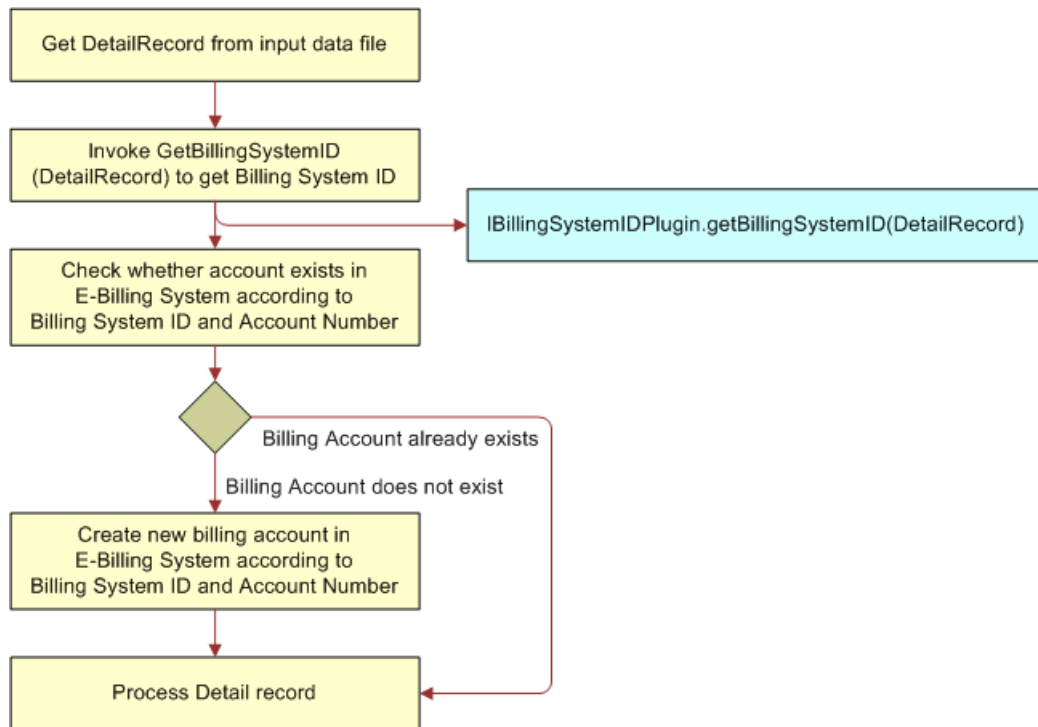 Get DetailRecord from input data file
Invoke GetBillingSystemID
(DetailRecord) to get Billing System ID
IBillingSystemIDPlugin.getBillingSystemID(DetailRecord)
Check whether account exists in
E-Billing System according to
Billing System ID and Account Number
Billing Account already exists
Billing Account does not exist
Create new billing account in
E-Billing System according to
Billing System ID and Account Number
Process Detail record